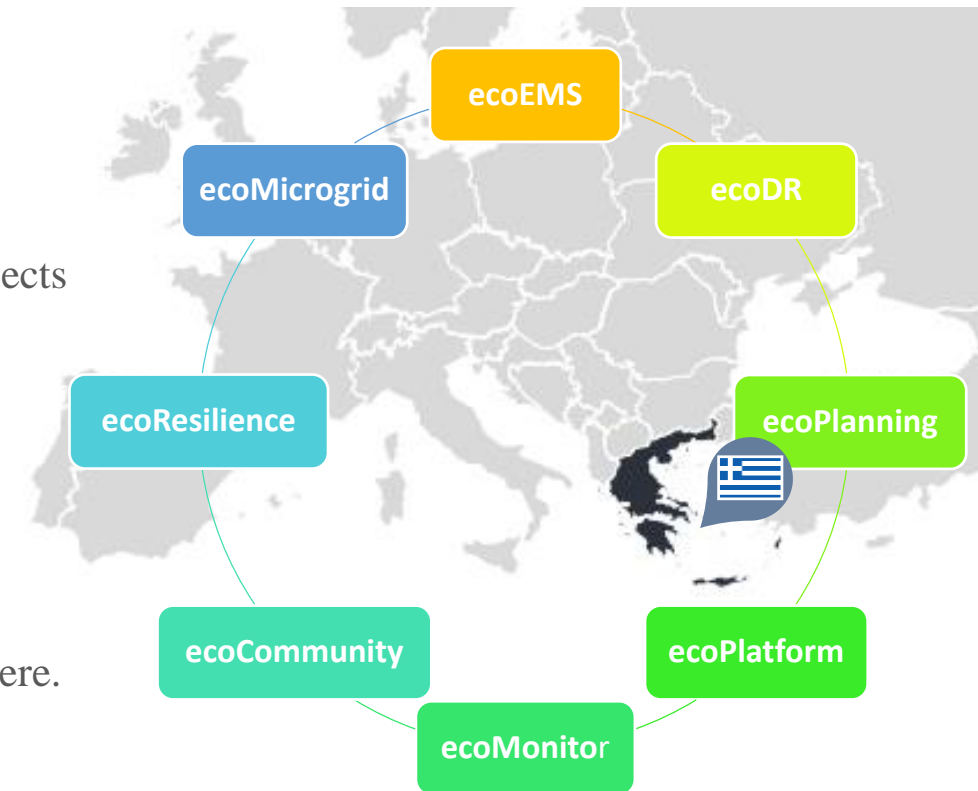 ecoEMS
ecoMicrogrid
ecoDR
ects
ecoResilience
ecoPlanning
ecoCommunity
ecoPlatform
ere.
ecoMonitor